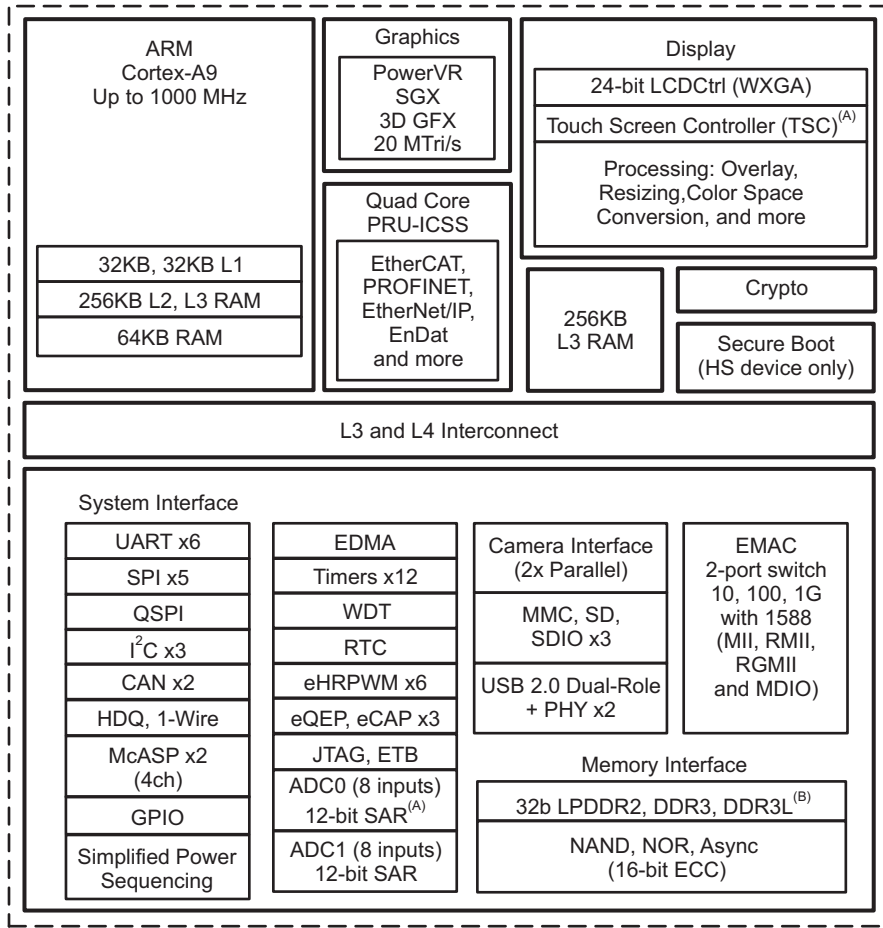 ARM
Cortex-A9
Up to 1000 MHz
32KB, 32KB L1
256KB L2, L3 RAM
64KB RAM
Graphics
PowerVR
SGX
3D GFX
20 MTri/s
Quad Core
PRU-ICSS
EtherCAT,
PROFINET,
EtherNet/IP,
EnDat
and more
Display
24-bit LCDCtrl (WXGA)
Touch Screen Controller (TSC)(A)
Processing: Overlay,
Resizing,Color Space
Conversion, and more
256KB
L3 RAM
Crypto
Secure Boot
(HS device only)
L3 and L4 Interconnect
System Interface
UART x6
SPI x5
QSPI
I2C x3
CAN x2
HDQ, 1-Wire
McASP x2
(4ch)
GPIO
Simplified Power
Sequencing
EDMA
Timers x12
WDT
RTC
eHRPWM x6
eQEP, eCAP x3
JTAG, ETB
ADC0 (8 inputs)
12-bit SAR(A)
ADC1 (8 inputs)
12-bit SAR
Camera Interface
(2x Parallel)
MMC, SD,
SDIO x3
USB 2.0 Dual-Role
+ PHY x2
EMAC
2-port switch
10, 100, 1G
with 1588
(MII, RMII,
RGMII
and MDIO)
Memory Interface
32b LPDDR2, DDR3, DDR3L(B)
NAND, NOR, Async
(16-bit ECC)